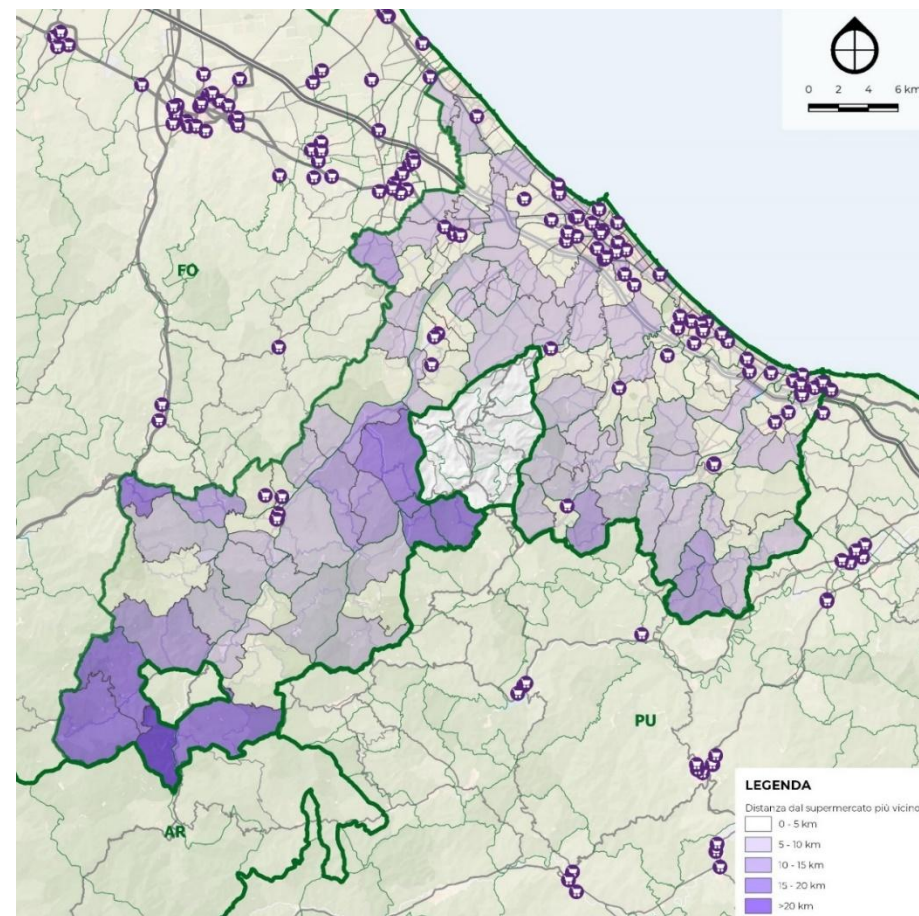 0 2 4 6 km
FO
PU
AR
LEGENDA
Distanza dal supermercato più vicino
0 - 5 km
5 - 10 km
10 - 15 km
15 - 20 km
>20 km